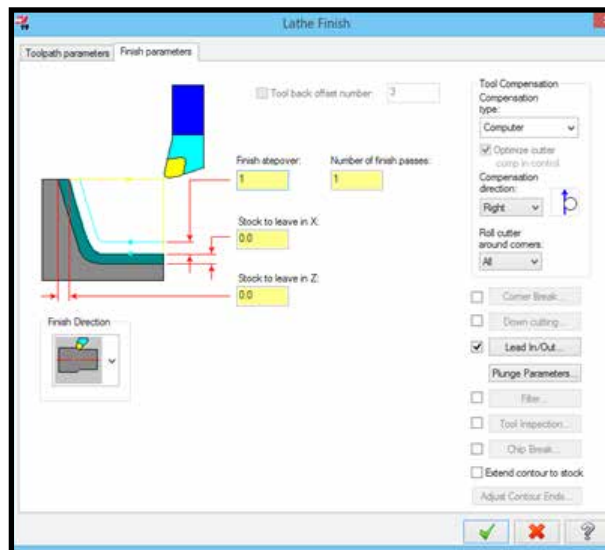 Lathe Finish
Toolpath parameters
Finish parameters
Tool back offset number:
3
Finish stepover:
1
Number of finish passes:
1
Stock to leave in X:
0.0
Stock to leave in Z:
0.0
Finish Direction
Tool Compensation
Compensation
type:
Computer
Optimize cutter
comp in control
Compensation
direction:
Right
Roll cutter
around corners:
All
Corner Break...
Down cutting...
Lead In/Out...
Plunge Parameters...
Filter...
Tool Inspection...
Chip Break...
Extend contour to stock
Adjust Contour Ends...